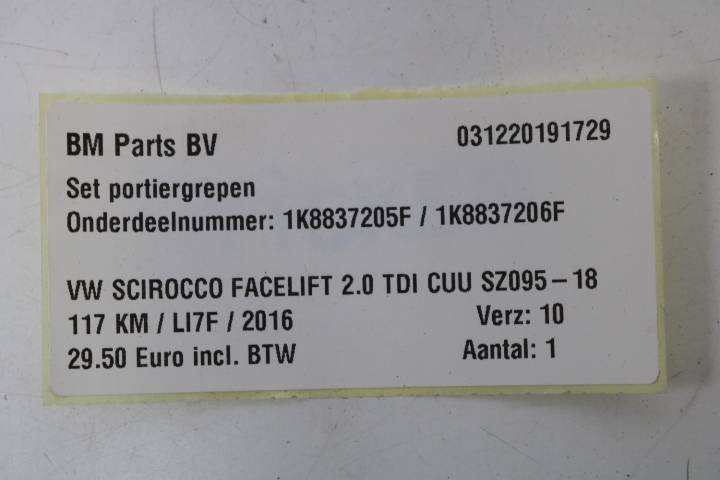 BM Parts BV 031220191729
Set portiergrepen
Onderdeelnummer: 1K8837205F / 1K8837206F
VW SCIROCCO FACELIFT 2.0 TDI CUU SZ095-18
117 KM / LI7F / 2016 Verz: 10
29.50 Euro incl. BTW Aantal: 1